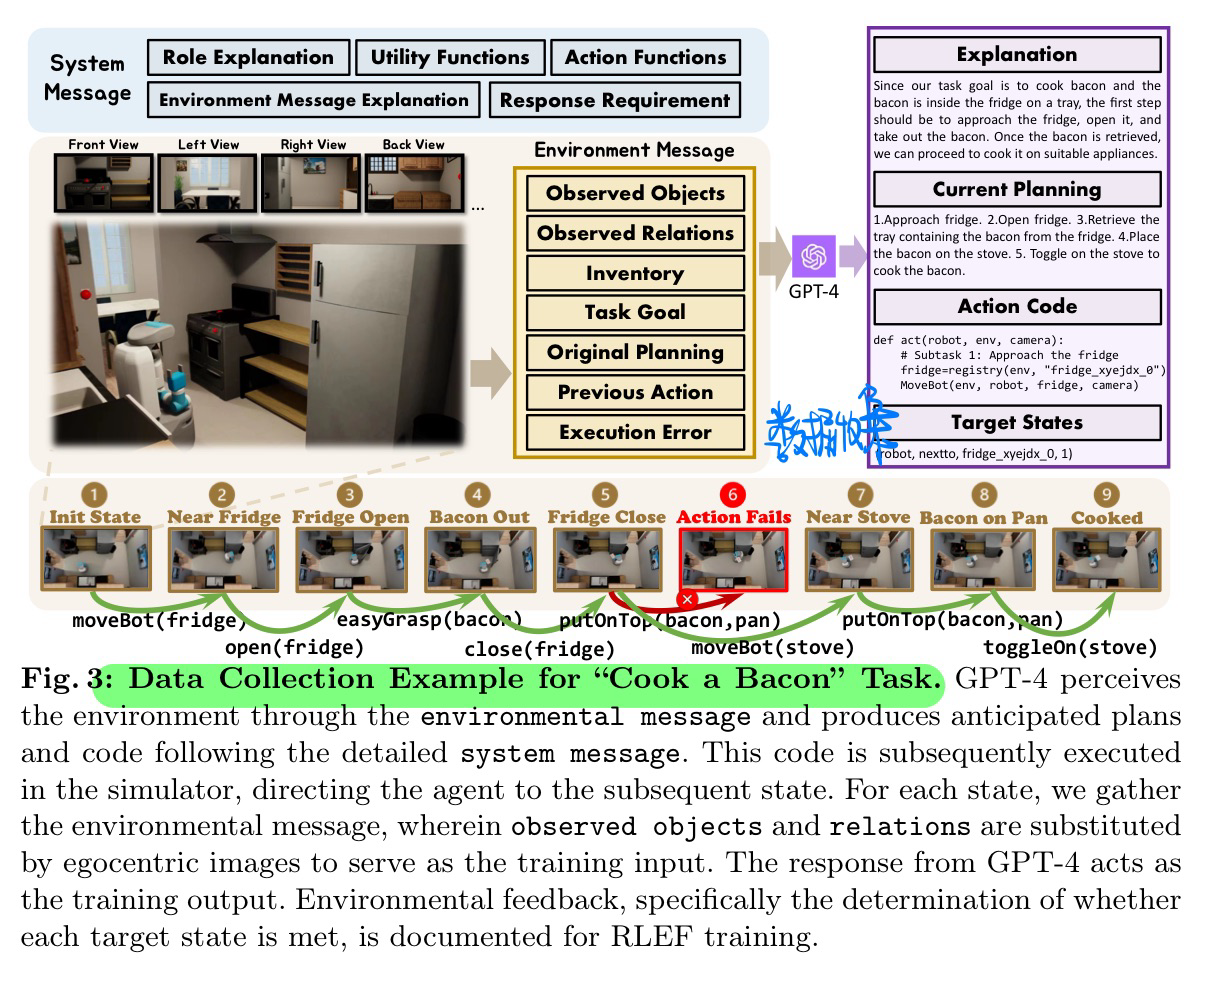 System
Message
Role Explanation
Utility Functions
Action Functions
Environment Message Explanation
Response Requirement
Front View
Left View
Right View
Back View
...
Environment Message
Observed Objects
Observed Relations
Inventory
Task Goal
Original Planning
Previous Action
Execution Error
GPT-4
Explanation
Since our task goal is to cook bacon and the
bacon is inside the fridge on a tray, the first step
should be to approach the fridge, open it, and
take out the bacon. Once the bacon is retrieved,
we can proceed to cook it on suitable appliances.
Current Planning
1.Approach fridge. 2.Open fridge. 3.Retrieve the
tray containing the bacon from the fridge. 4.Place
the bacon on the stove. 5. Toggle on the stove to
cook the bacon.
Action Code
def act(robot, env, camera):
# Subtask 1: Approach the fridge
fridge=registry(env, "fridge_xyejdx_0")
MoveBot(env, robot, fridge, camera)
Target States
(robot, nextto, fridge_xyejdx_0, 1)
1
2
3
4
5
6
7
8
9
Init State
Near Fridge
Fridge Open
Bacon Out
Fridge Close
Action Fails
Near Stove
Bacon on Pan
Cooked
moveBot(fridge)
easyGrasp(bacon)
putOnTop(bacon,pan)
putOnTop(bacon,pan)
open(fridge)
close(fridge)
moveBot(stove)
toggleOn(stove)
Fig. 3: Data Collection Example for “Cook a Bacon” Task. GPT-4 perceives
the environment through the environmental message and produces anticipated plans
and code following the detailed system message. This code is subsequently executed
in the simulator, directing the agent to the subsequent state. For each state, we gather
the environmental message, wherein observed objects and relations are substituted
by egocentric images to serve as the training input. The response from GPT-4 acts as
the training output. Environmental feedback, specifically the determination of whether
each target state is met, is documented for RLEF training.